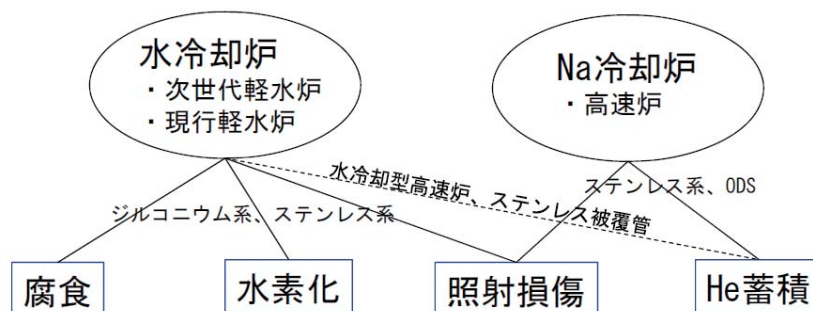 水冷却炉
・次世代軽水炉
・現行軽水炉
Na冷却炉
・高速炉
水冷却型高速炉、ステンレス被覆管
ステンレス系、ODS
ジルコニウム系、ステンレス系
腐食
水素化
照射損傷
He蓄積